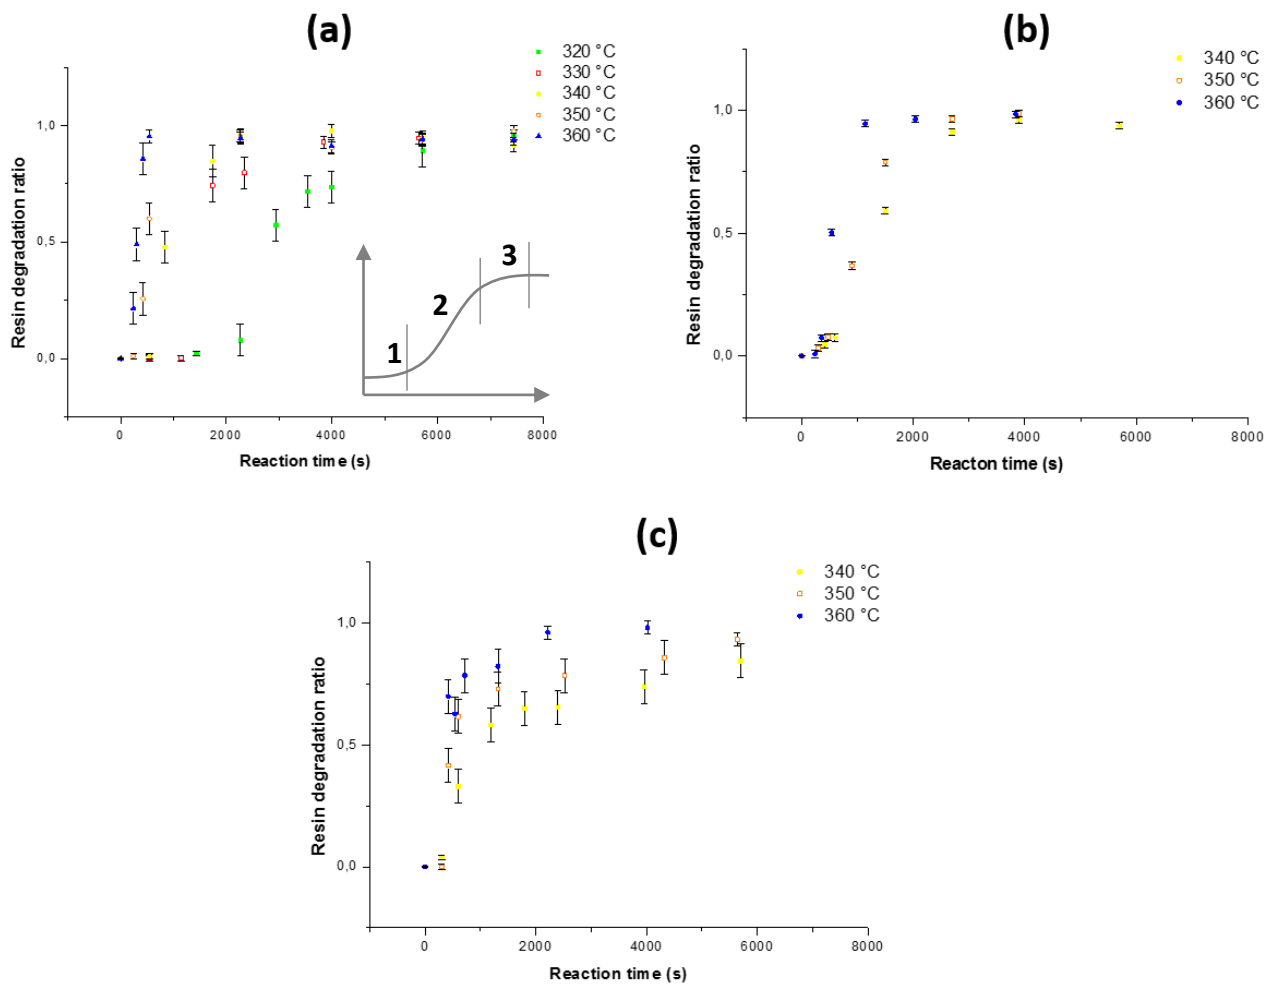 (a)
320 °C
330 °C
340 °C
350 °C
360 °C
Resin degradation ratio
1,0
0,5
0,0
1
2
3
0 2000 4000 6000 8000
Reaction time (s)
(b)
340 °C
350 °C
360 °C
Resin degradation ratio
1,0
0,5
0,0
0 2000 4000 6000 8000
Reacton time (s)
(c)
340 °C
350 °C
360 °C
Resin degradation ratio
1,0
0,5
0,0
0 2000 4000 6000 8000
Reaction time (s)